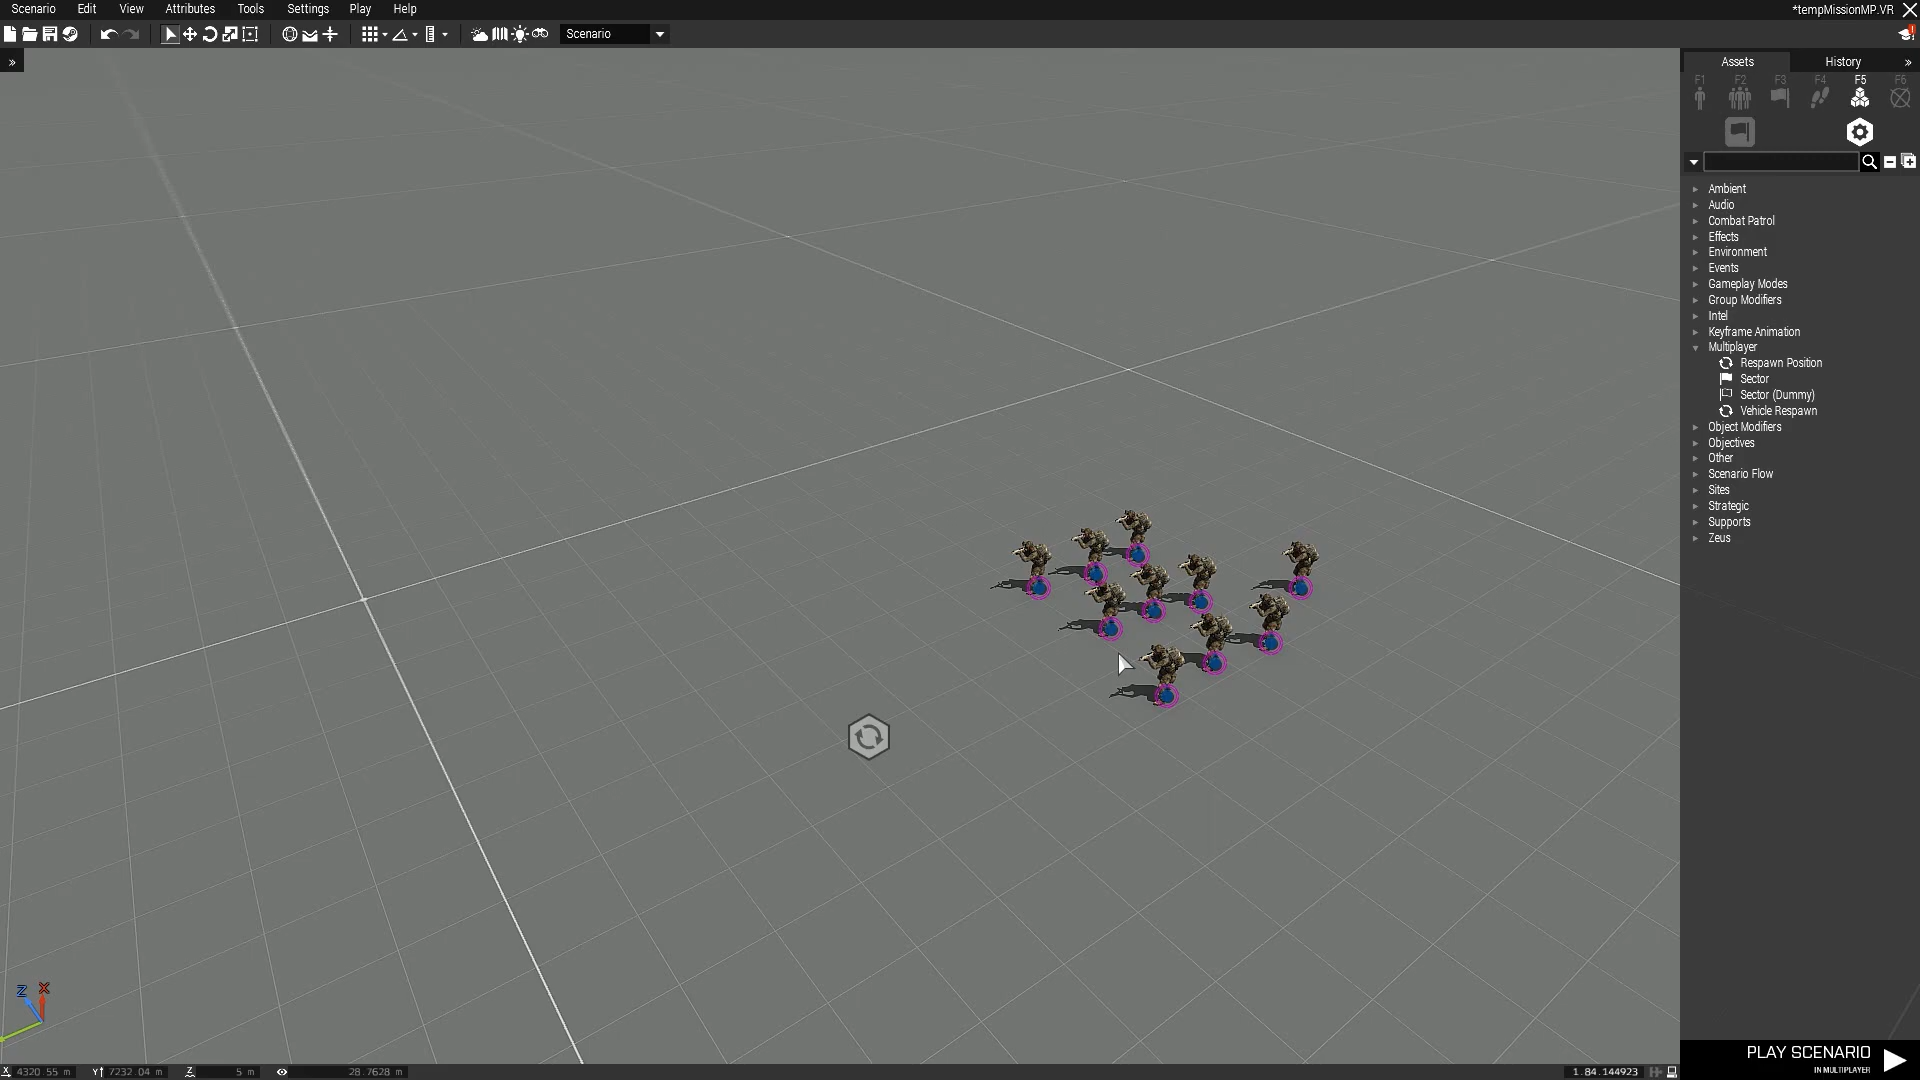 Scenario Edit View Attributes Tools Settings Play Help *tempMissionMP.VR
Scenario
Assets History
F1 F2 F3 F4 F5 F6
Ambient
Audio
Combat Patrol
Effects
Environment
Events
Gameplay Modes
Group Modifiers
Intel
Keyframe Animation
Multiplayer
Respawn Position
Sector
Sector (Dummy)
Vehicle Respawn
Object Modifiers
Objectives
Other
Scenario Flow
Sites
Strategic
Supports
Zeus
Z X
PLAY SCENARIO
IN MULTIPLAYER
X 4320.55 m Y 7232.04 m Z 5 m 28.7628 m 1.84.144923